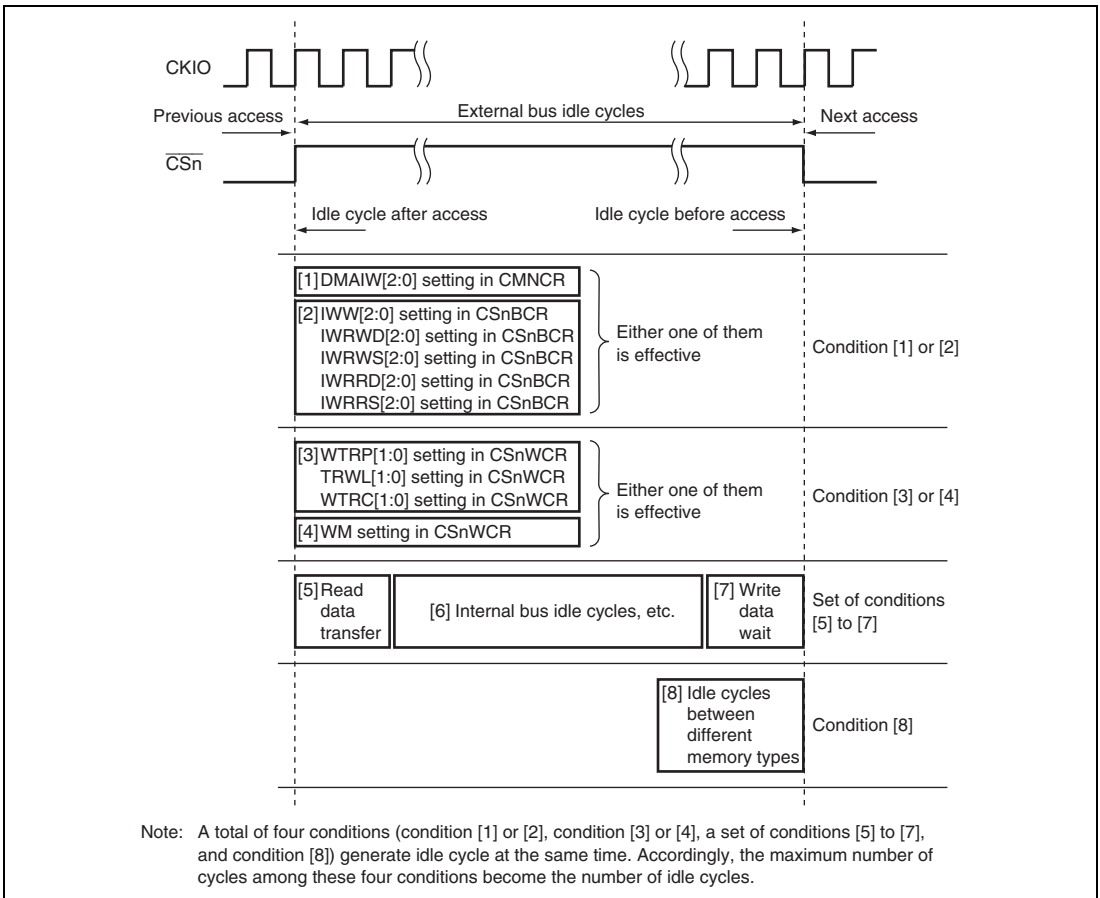 CKIO
Previous access
External bus idle cycles
Next access
CSn
Idle cycle after access
Idle cycle before access
[1]DMAIW[2:0] setting in CMNCR
[2]IWW[2:0] setting in CSnBCR
IWRWD[2:0] setting in CSnBCR
IWRWS[2:0] setting in CSnBCR
IWRRD[2:0] setting in CSnBCR
IWRRS[2:0] setting in CSnBCR
Either one of them
is effective
Condition [1] or [2]
[3]WTRP[1:0] setting in CSnWCR
TRWL[1:0] setting in CSnWCR
WTRC[1:0] setting in CSnWCR
[4]WM setting in CSnWCR
Either one of them
is effective
Condition [3] or [4]
[5]Read
data
transfer
[6] Internal bus idle cycles, etc.
[7] Write
data
wait
Set of conditions
[5] to [7]
[8] Idle cycles
between
different
memory types
Condition [8]
Note: A total of four conditions (condition [1] or [2], condition [3] or [4], a set of conditions [5] to [7],
and condition [8]) generate idle cycle at the same time. Accordingly, the maximum number of
cycles among these four conditions become the number of idle cycles.